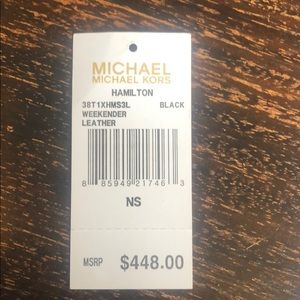 MICHAEL
MICHAEL KORS
HAMILTON
38T1XHMS3L BLACK
WEEKENDER
LEATHER
8 85949 21746 3
NS
MSRP $448.00